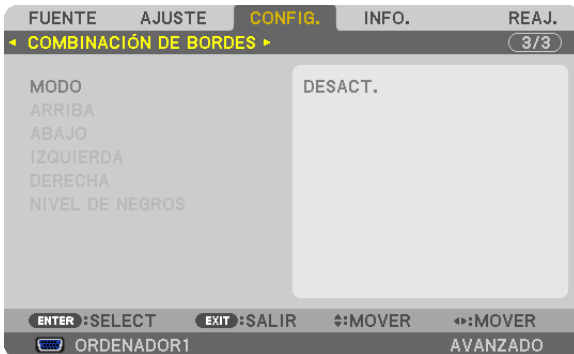 FUENTE AJUSTE CONFIG. INFO. REAJ.
COMBINACIÓN DE BORDES 3/3
MODO DESACT.
ARRIBA
ABAJO
IZQUIERDA
DERECHA
NIVEL DE NEGROS
ENTER :SELECT EXIT :SALIR :MOVER :MOVER
ORDENADOR1 AVANZADO